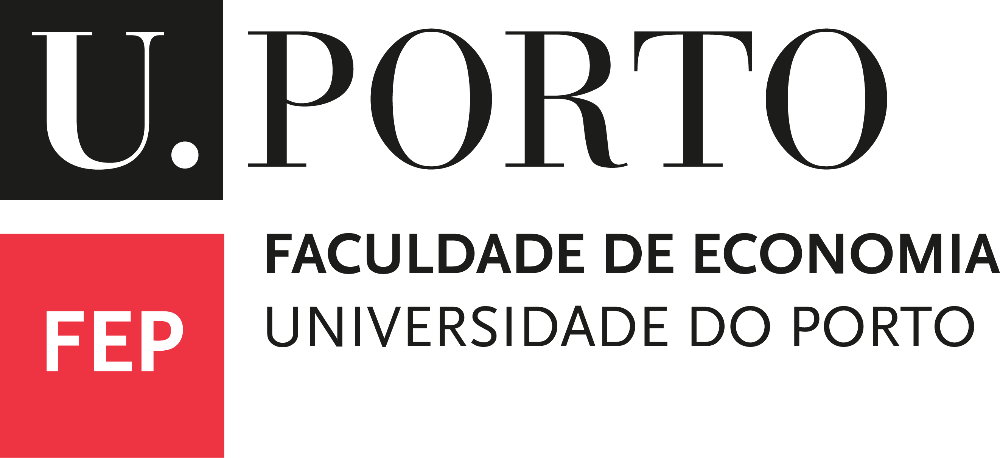 U. PORTO
FEP
FACULDADE DE ECONOMIA
UNIVERSIDADE DO PORTO